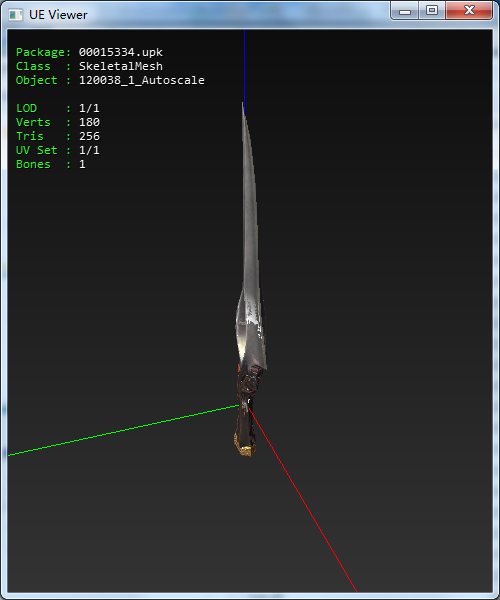 UE Viewer
Package: 00015334.upk
Class  : SkeletalMesh
Object : 120038_1_Autoscale
LOD    : 1/1
Verts  : 180
Tris   : 256
UV Set : 1/1
Bones  : 1